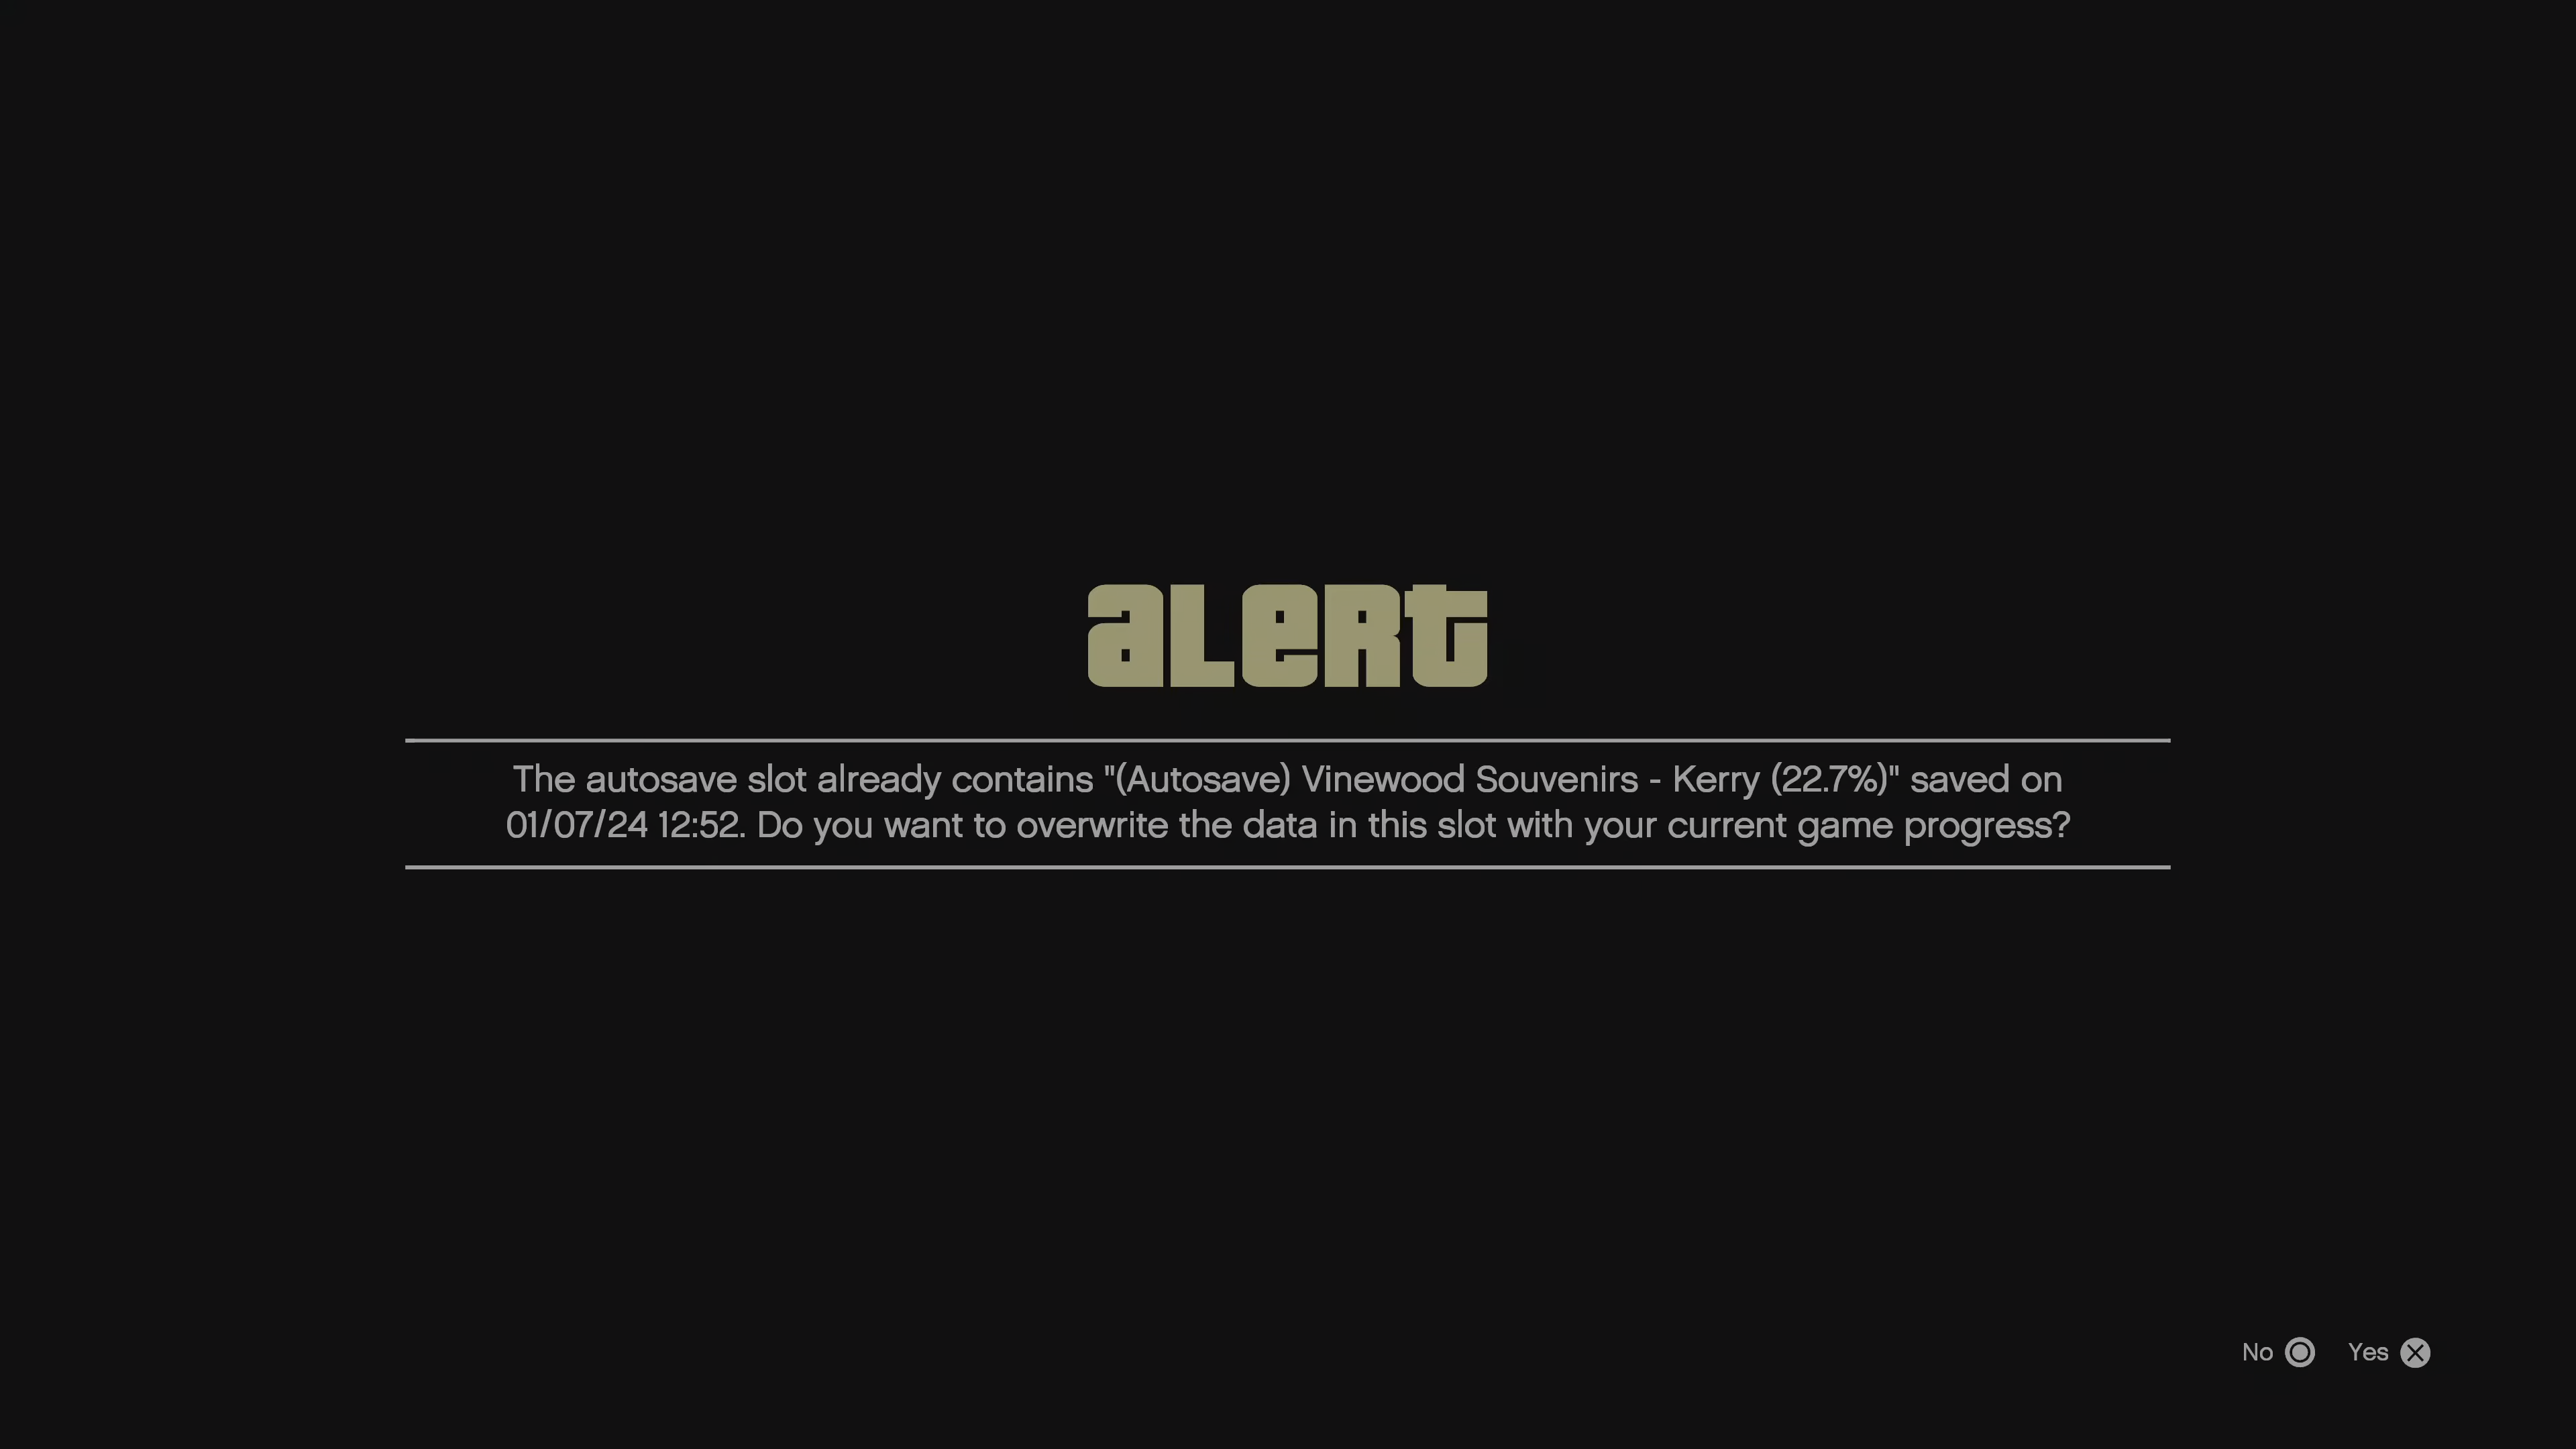 aLeRt
The autosave slot already contains "(Autosave) Vinewood Souvenirs - Kerry (22.7%)" saved on
01/07/24 12:52. Do you want to overwrite the data in this slot with your current game progress?
No Yes